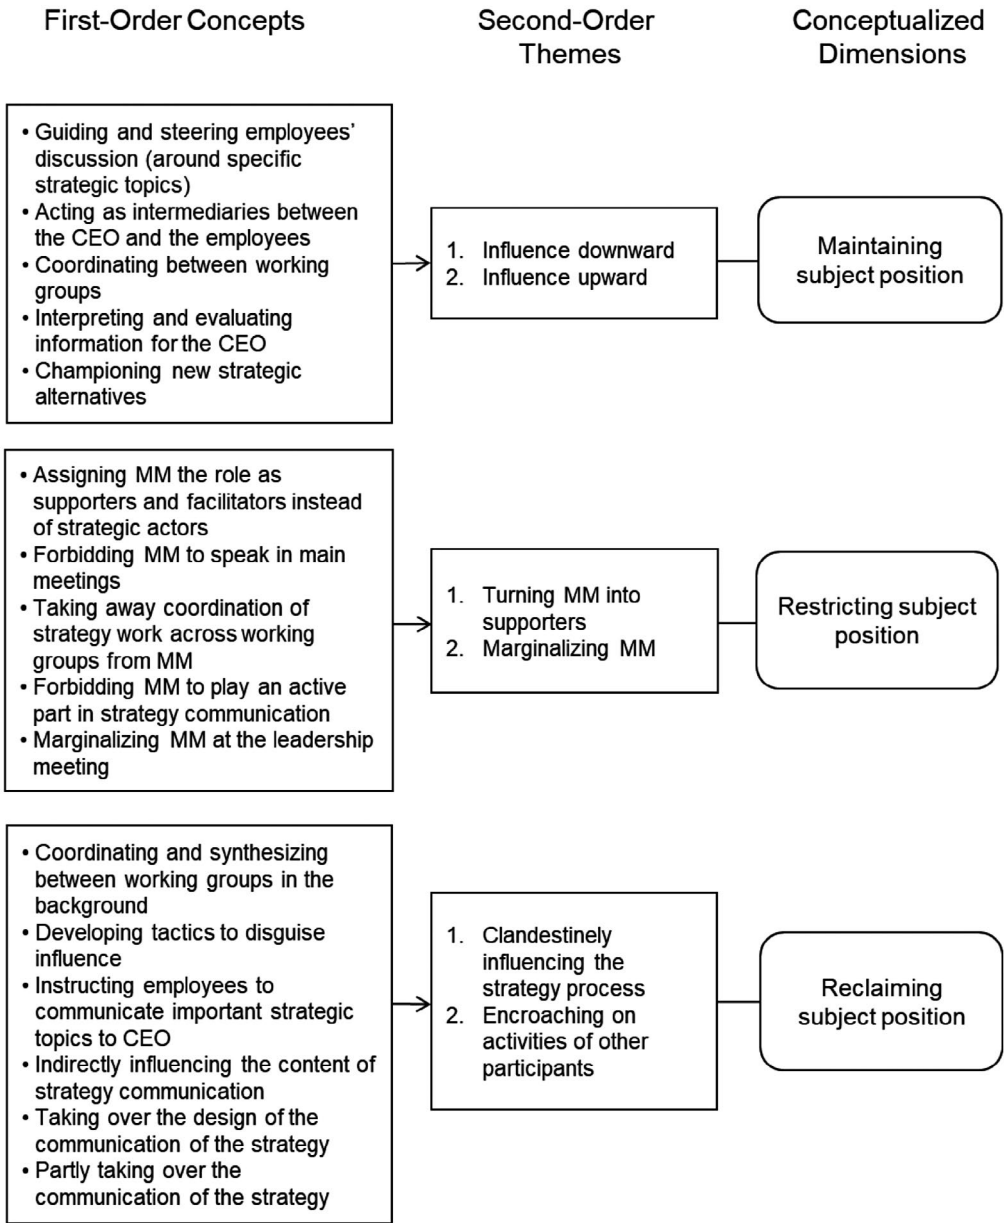 First-Order Concepts
Second-Order
Themes
Conceptualized
Dimensions
• Guiding and steering employees’
discussion (around specific
strategic topics)
• Acting as intermediaries between
the CEO and the employees
• Coordinating between working
groups
• Interpreting and evaluating
information for the CEO
• Championing new strategic
alternatives
1. Influence downward
2. Influence upward
Maintaining
subject position
• Assigning MM the role as
supporters and facilitators instead
of strategic actors
• Forbidding MM to speak in main
meetings
• Taking away coordination of
strategy work across working
groups from MM
• Forbidding MM to play an active
part in strategy communication
• Marginalizing MM at the leadership
meeting
1. Turning MM into
supporters
2. Marginalizing MM
Restricting subject
position
• Coordinating and synthesizing
between working groups in the
background
• Developing tactics to disguise
influence
• Instructing employees to
communicate important strategic
topics to CEO
• Indirectly influencing the content of
strategy communication
• Taking over the design of the
communication of the strategy
• Partly taking over the
communication of the strategy
1. Clandestinely
influencing the
strategy process
2. Encroaching on
activities of other
participants
Reclaiming
subject position